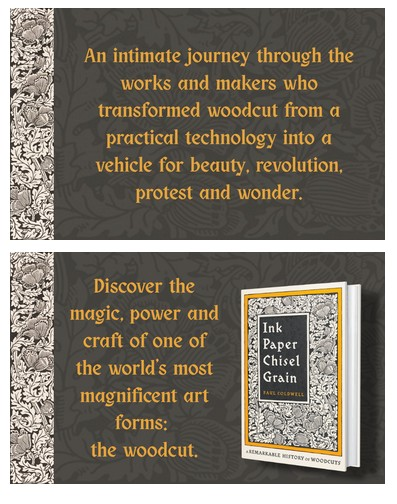 An intimate journey through the
works and makers who
transformed woodcut from a
practical technology into a
vehicle for beauty, revolution,
protest and wonder.
Discover the
magic, power and
craft of one of
the world's most
magnificent art
forms:
the woodcut.
Ink
Paper
Chisel
Grain
PAUL COLDWELL
A REMARKABLE HISTORY OF WOODCUTS